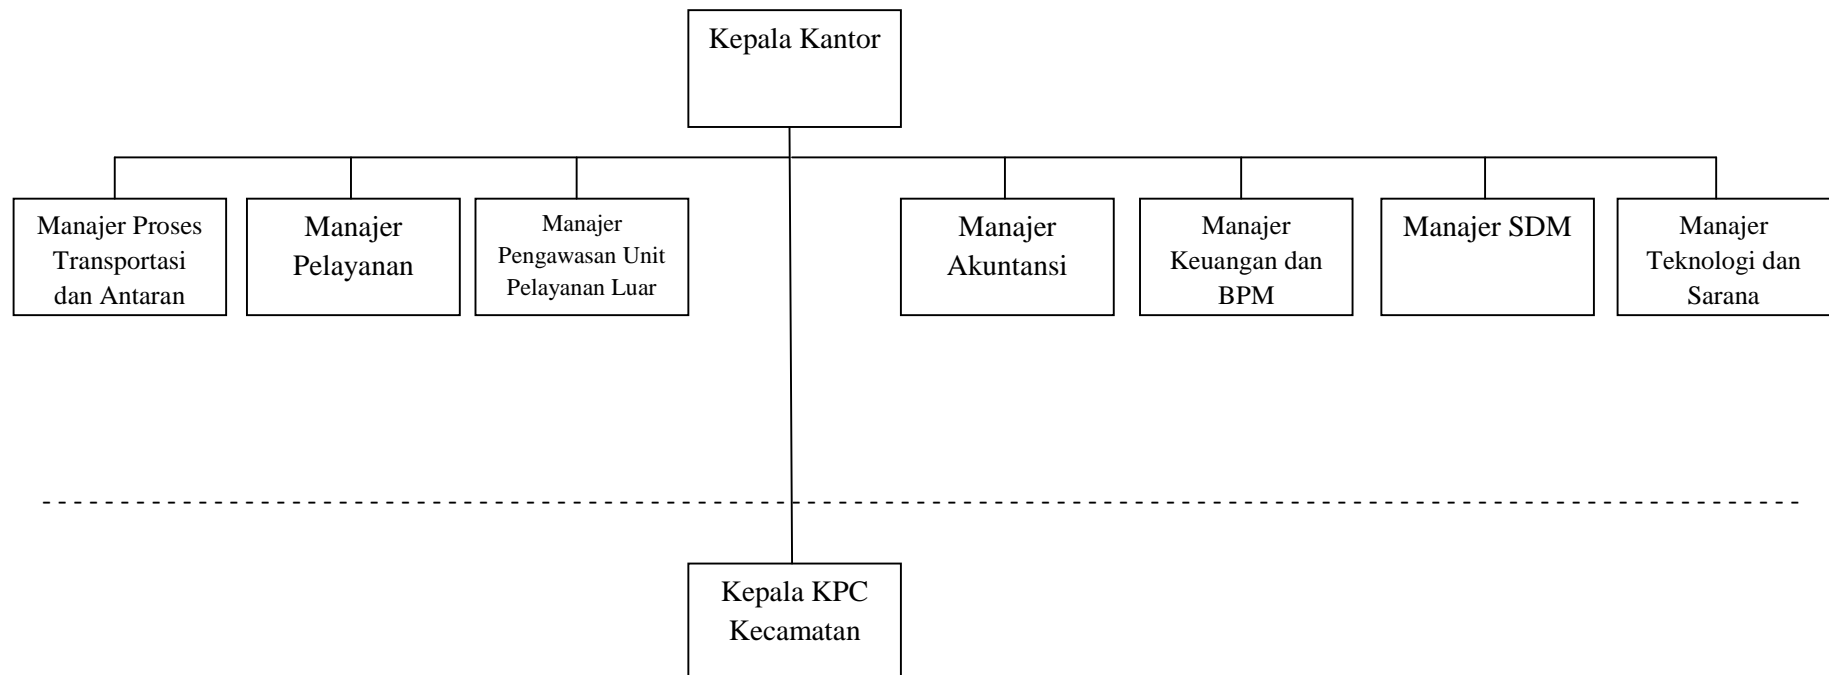 Kepala Kantor
Manajer Proses
Transportasi
dan Antaran
Manajer
Pelayanan
Manajer
Pengawasan Unit
Pelayanan Luar
Manajer
Akuntansi
Manajer
Keuangan dan
BPM
Manajer SDM
Manajer
Teknologi dan
Sarana
Kepala KPC
Kecamatan